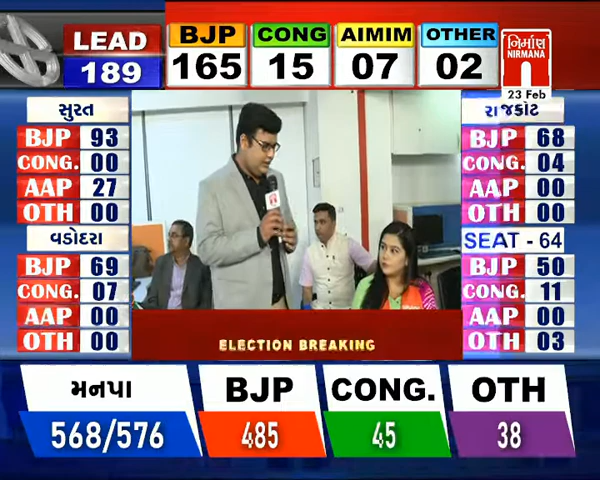 LEAD BJP CONG AIMIM OTHER
189 165 15 07 02
નિર્માણ
NIRMANA
23 Feb
સુરત
BJP 93
CONG. 00
AAP 27
OTH 00
વડોદરા
BJP 69
CONG. 07
AAP 00
OTH 00
રાજકોટ
BJP 68
CONG. 04
AAP 00
OTH 00
SEAT - 64
BJP 50
CONG. 11
AAP 00
OTH 03
ELECTION BREAKING
મનપા BJP CONG. OTH
568/576 485 45 38